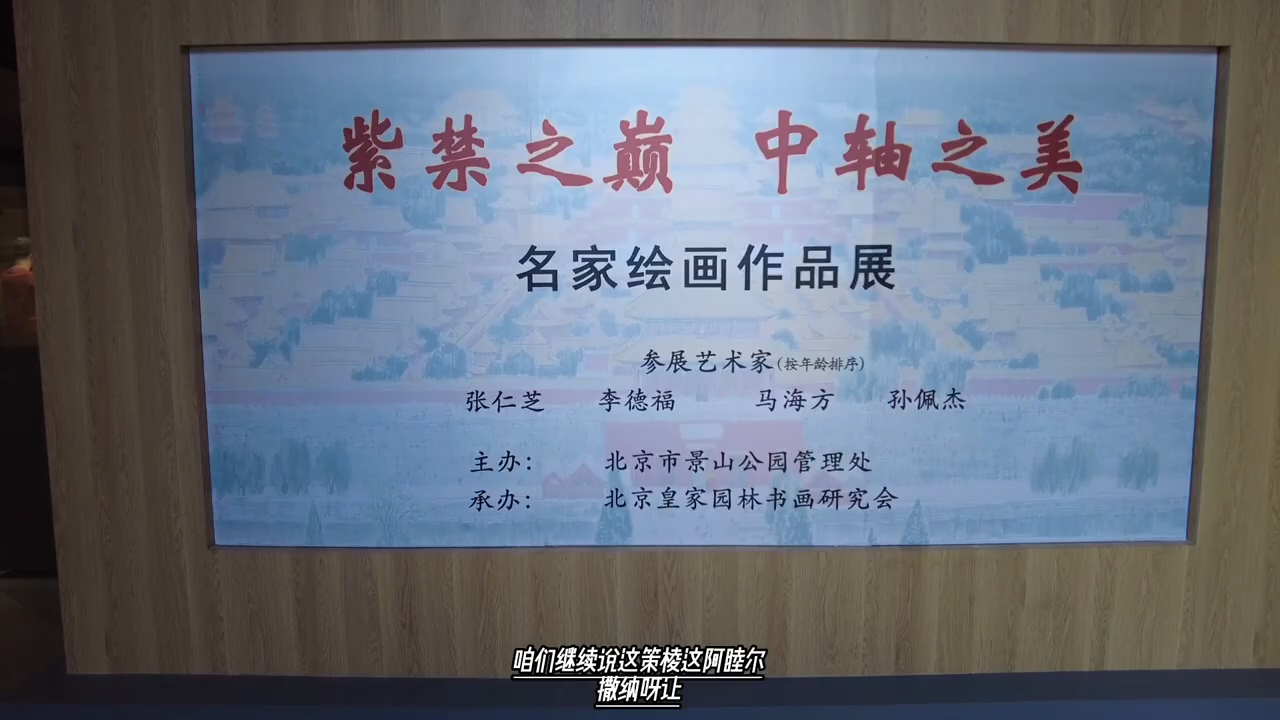 紫禁之巅 中轴之美
名家绘画作品展
参展艺术家(按年龄排序)
张仁芝 李德福 马海方 孙佩杰
主办: 北京市景山公园管理处
承办: 北京皇家园林书画研究会
咱们继续说这策棱这阿睦尔
撒纳呀让